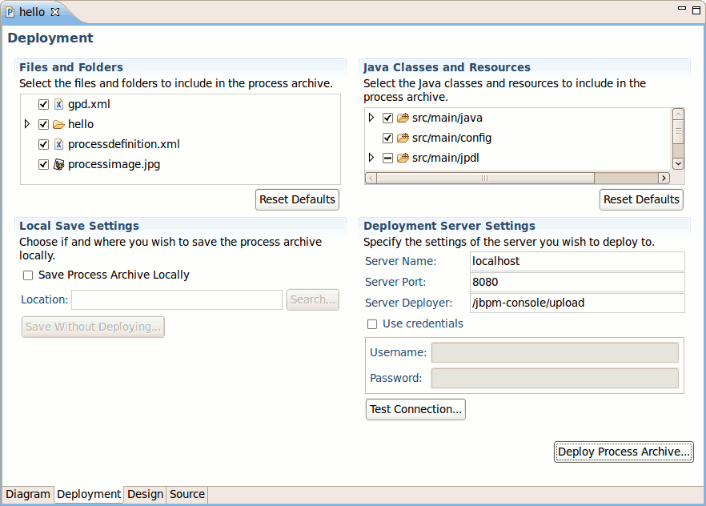 hello
Deployment
Files and Folders
Select the files and folders to include in the process archive.
gpd.xml
hello
processdefinition.xml
processimage.jpg
Reset Defaults
Java Classes and Resources
Select the Java classes and resources to include in the
process archive.
src/main/java
src/main/config
src/main/jpdl
Reset Defaults
Local Save Settings
Choose if and where you wish to save the process archive
locally.
Save Process Archive Locally
Location:
Search...
Save Without Deploying...
Deployment Server Settings
Specify the settings of the server you wish to deploy to.
Server Name: localhost
Server Port: 8080
Server Deployer: /jbpm-console/upload
Use credentials
Username:
Password:
Test Connection...
Deploy Process Archive...
Diagram Deployment Design Source